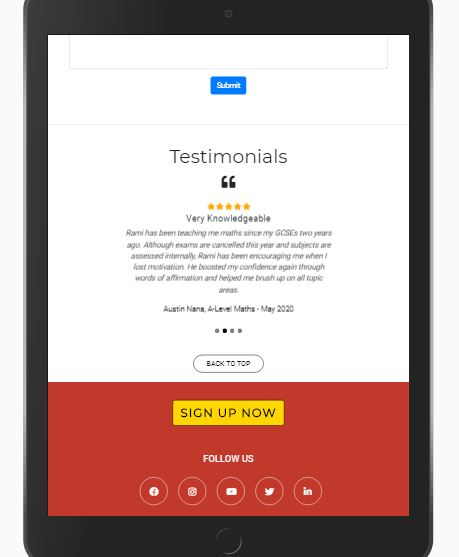 Submit
Testimonials
Very Knowledgeable
Rami has been teaching me maths since my GCSEs two years
ago. Although exams are cancelled this year and subjects are
assessed internally, Rami has been encouraging me when I
lost motivation. He boosted my confidence again through
words of affirmation and helped me brush up on all topic
areas.
Austin Nana, A-Level Maths - May 2020
BACK TO TOP
SIGN UP NOW
FOLLOW US